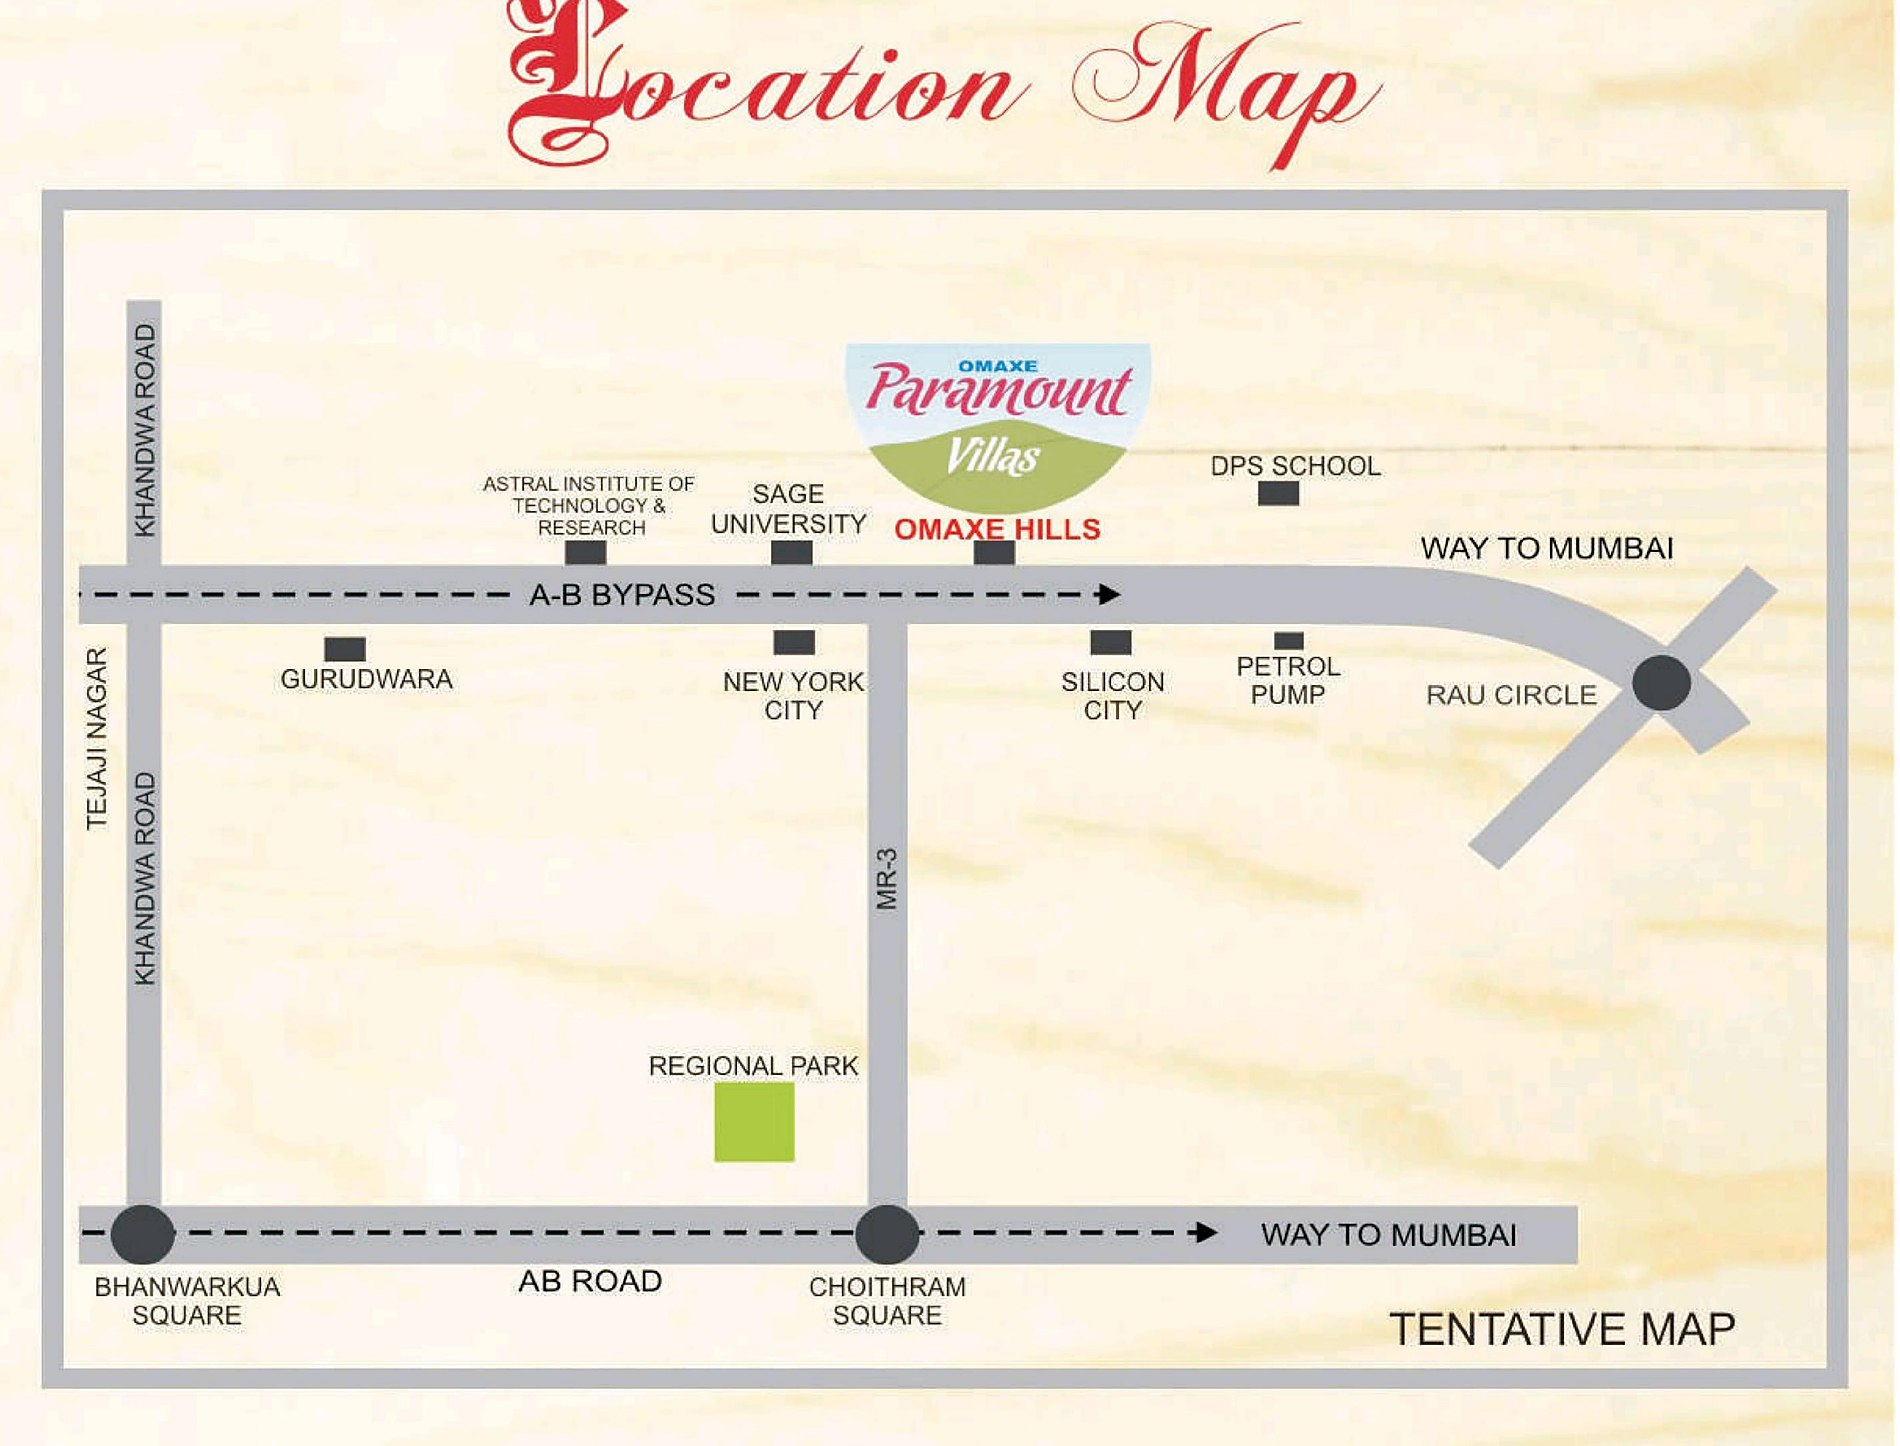 Location Map
KHANDWA ROAD
OMAXE
Paramount
Villas
OMAXE HILLS
ASTRAL INSTITUTE OF
TECHNOLOGY &
RESEARCH
SAGE
UNIVERSITY
DPS SCHOOL
WAY TO MUMBAI
A-B BYPASS
TEJAJI NAGAR
GURUDWARA
NEW YORK
CITY
SILICON
CITY
PETROL
PUMP
RAU CIRCLE
KHANDWA ROAD
MR-3
REGIONAL PARK
WAY TO MUMBAI
BHANWARKUA
SQUARE
AB ROAD
CHOITHRAM
SQUARE
TENTATIVE MAP